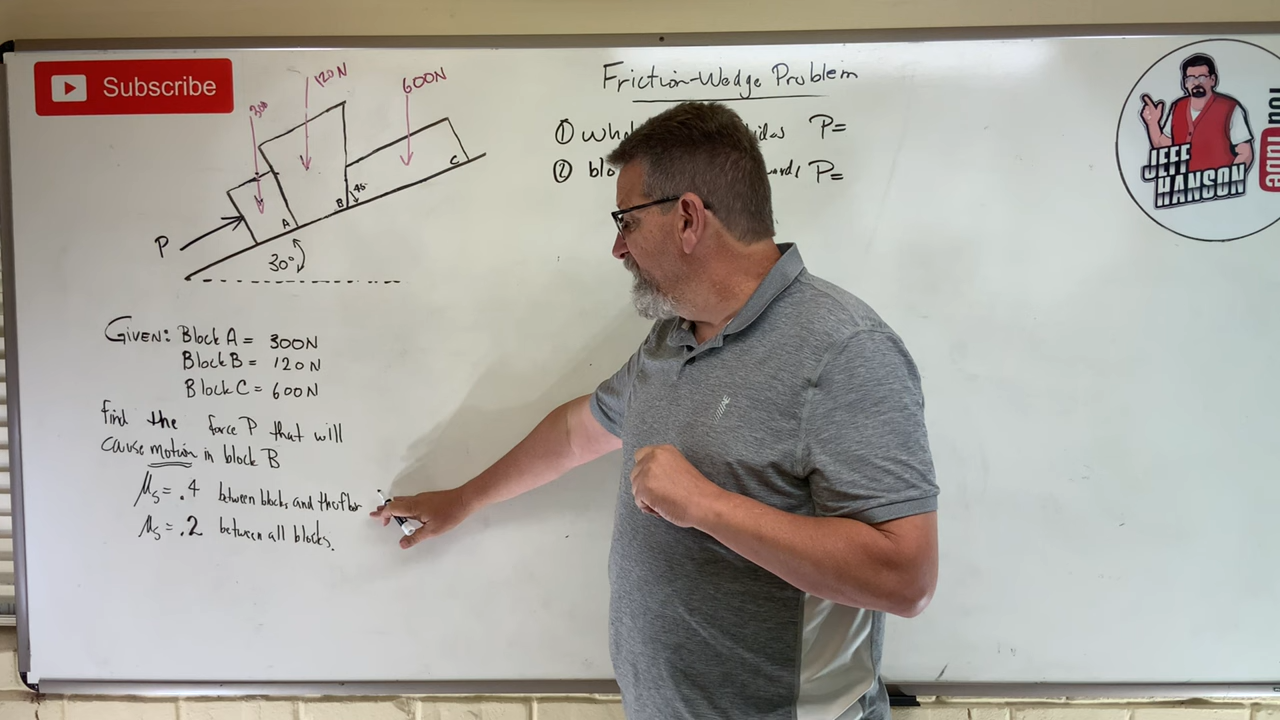 Subscribe
300
120N
600N
P
A
B
45°
C
30°
Friction-Wedge Problem
① P=
② P=
GIVEN: Block A = 300N
Block B = 120N
Block C = 600N
find the force P that will
cause motion in block B
μs = .4 between blocks and the floor
μs = .2 between all blocks.
JEFF
HANSON
YouTube